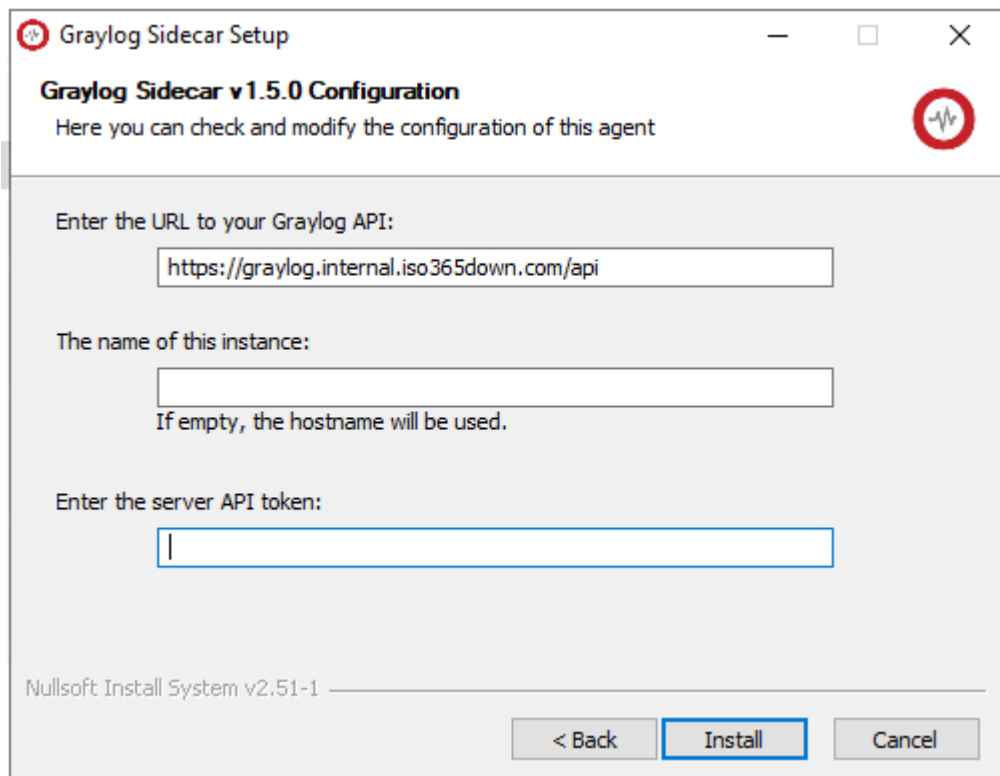 Graylog Sidecar Setup
Graylog Sidecar v1.5.0 Configuration
Here you can check and modify the configuration of this agent
Enter the URL to your Graylog API:
https://graylog.internal.iso365down.com/api
The name of this instance:
If empty, the hostname will be used.
Enter the server API token:
Nullsoft Install System v2.51-1
< Back Install Cancel